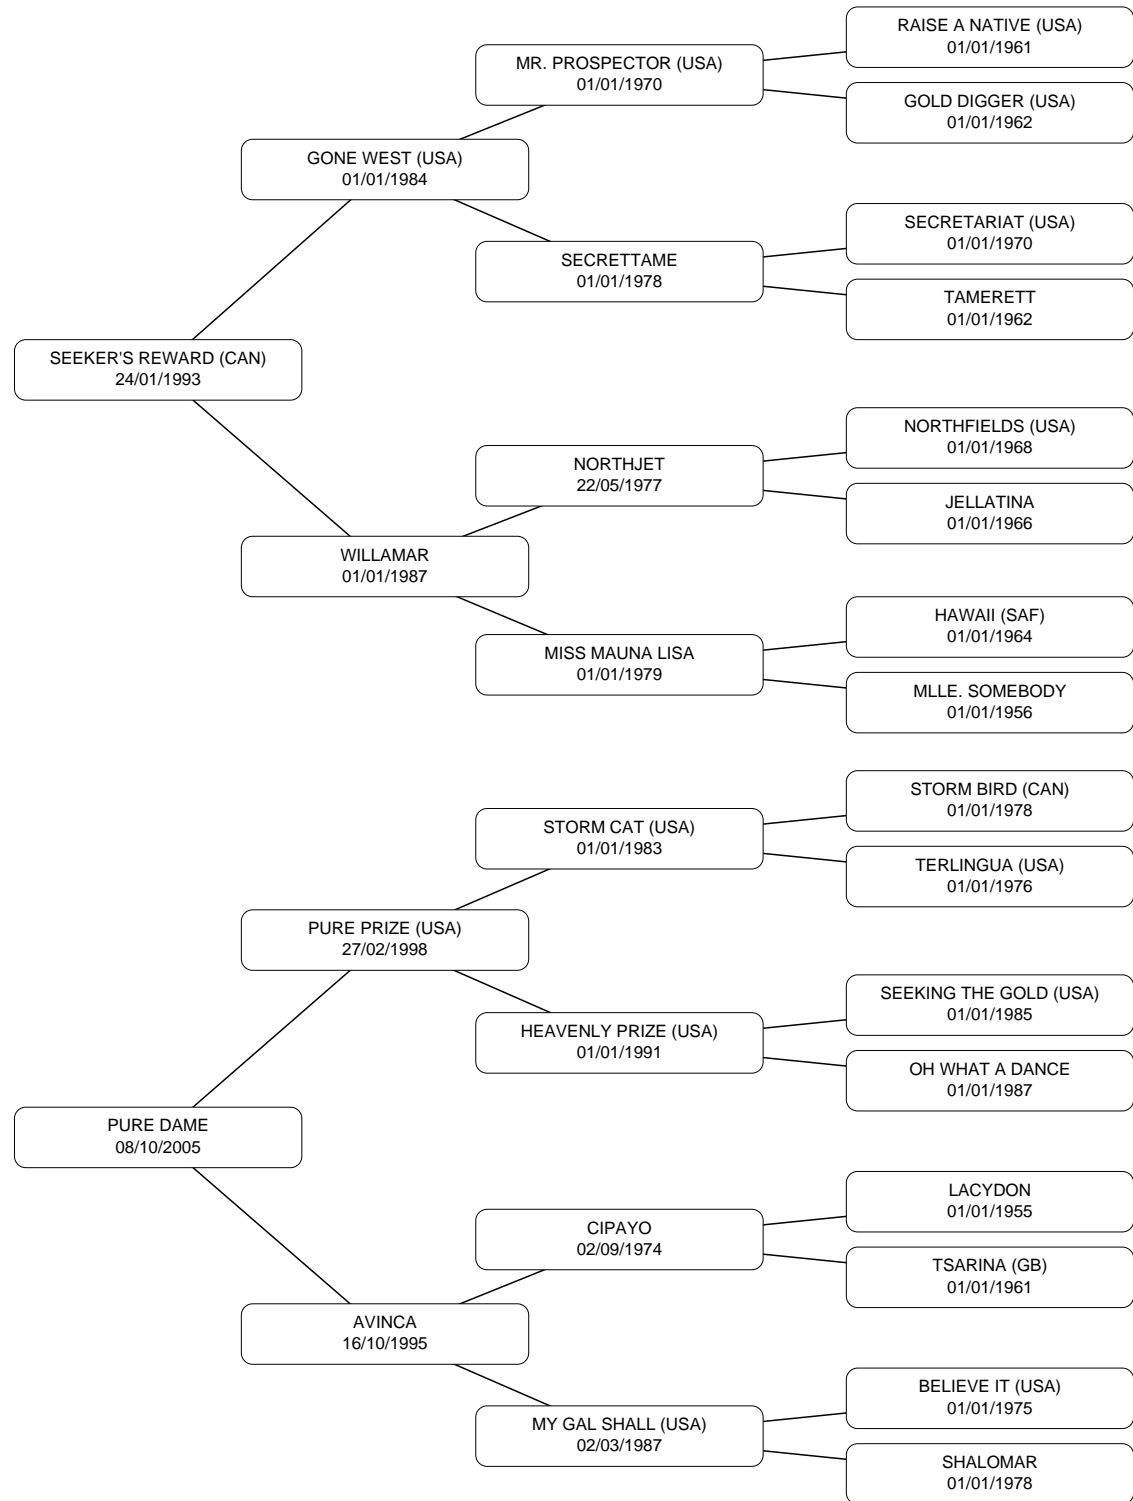 RAISE A NATIVE (USA)
01/01/1961
MR. PROSPECTOR (USA)
01/01/1970
GOLD DIGGER (USA)
01/01/1962
GONE WEST (USA)
01/01/1984
SECRETARIAT (USA)
01/01/1970
SECRETTAME
01/01/1978
TAMERETT
01/01/1962
SEEKER'S REWARD (CAN)
24/01/1993
NORTHFIELDS (USA)
01/01/1968
NORTHJET
22/05/1977
JELLATINA
01/01/1966
WILLAMAR
01/01/1987
HAWAII (SAF)
01/01/1964
MISS MAUNA LISA
01/01/1979
MLLE. SOMEBODY
01/01/1956
STORM BIRD (CAN)
01/01/1978
STORM CAT (USA)
01/01/1983
TERLINGUA (USA)
01/01/1976
PURE PRIZE (USA)
27/02/1998
SEEKING THE GOLD (USA)
01/01/1985
HEAVENLY PRIZE (USA)
01/01/1991
OH WHAT A DANCE
01/01/1987
PURE DAME
08/10/2005
LACYDON
01/01/1955
CIPAYO
02/09/1974
TSARINA (GB)
01/01/1961
AVINCA
16/10/1995
BELIEVE IT (USA)
01/01/1975
MY GAL SHALL (USA)
02/03/1987
SHALOMAR
01/01/1978